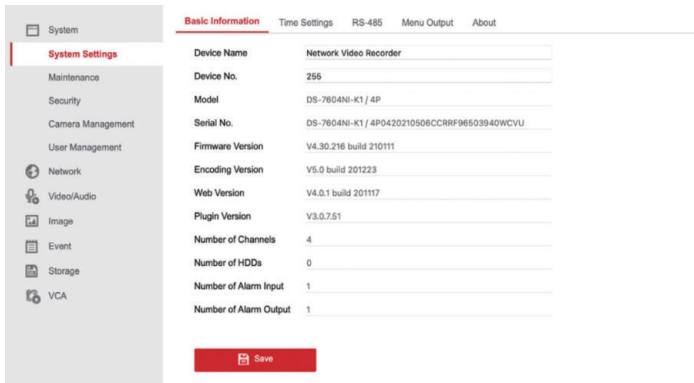 System
System Settings
Maintenance
Security
Camera Management
User Management
Network
Video/Audio
Image
Event
Storage
VCA
Basic Information Time Settings RS-485 Menu Output About
Device Name Network Video Recorder
Device No. 255
Model DS-7604NI-K1 / 4P
Serial No. DS-7604NI-K1 / 4P0420210506CCRRF96503940WCVU
Firmware Version V4.30.216 build 210111
Encoding Version V5.0 build 201223
Web Version V4.0.1 build 201117
Plugin Version V3.0.7.51
Number of Channels 4
Number of HDDs 0
Number of Alarm Input 1
Number of Alarm Output 1
Save